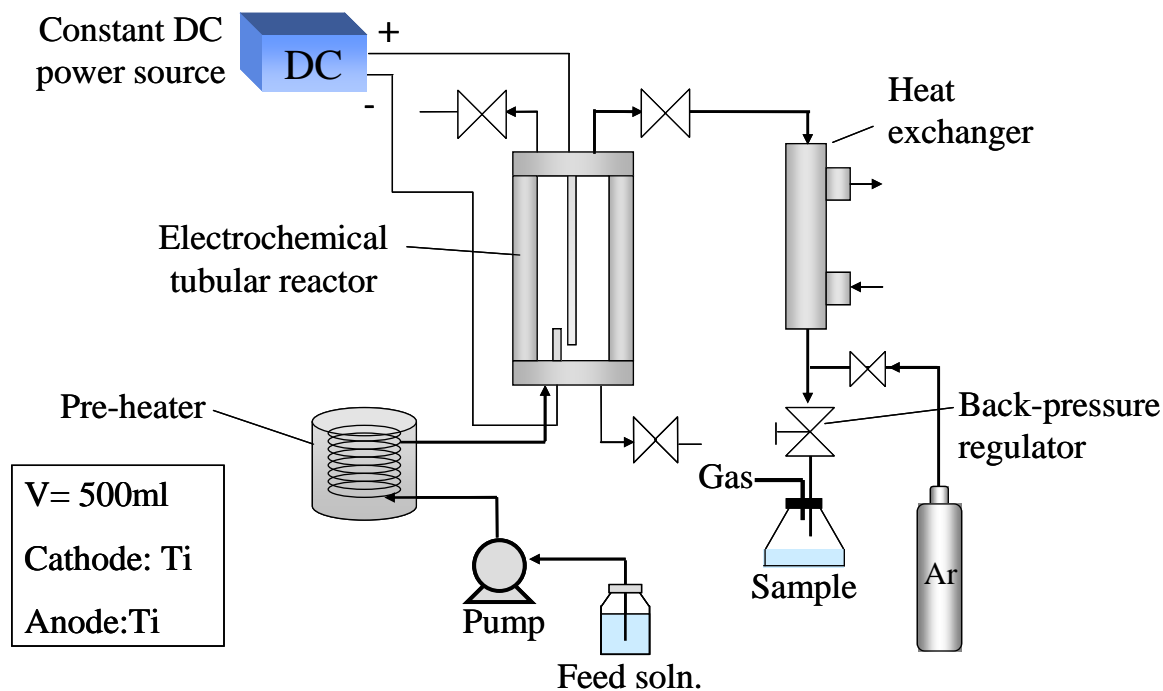 Constant DC
power source
+
-
DC
Heat
exchanger
Electrochemical
tubular reactor
Pre-heater
Back-pressure
regulator
Gas
V= 500ml
Cathode: Ti
Anode:Ti
Pump
Feed soln.
Sample
Ar